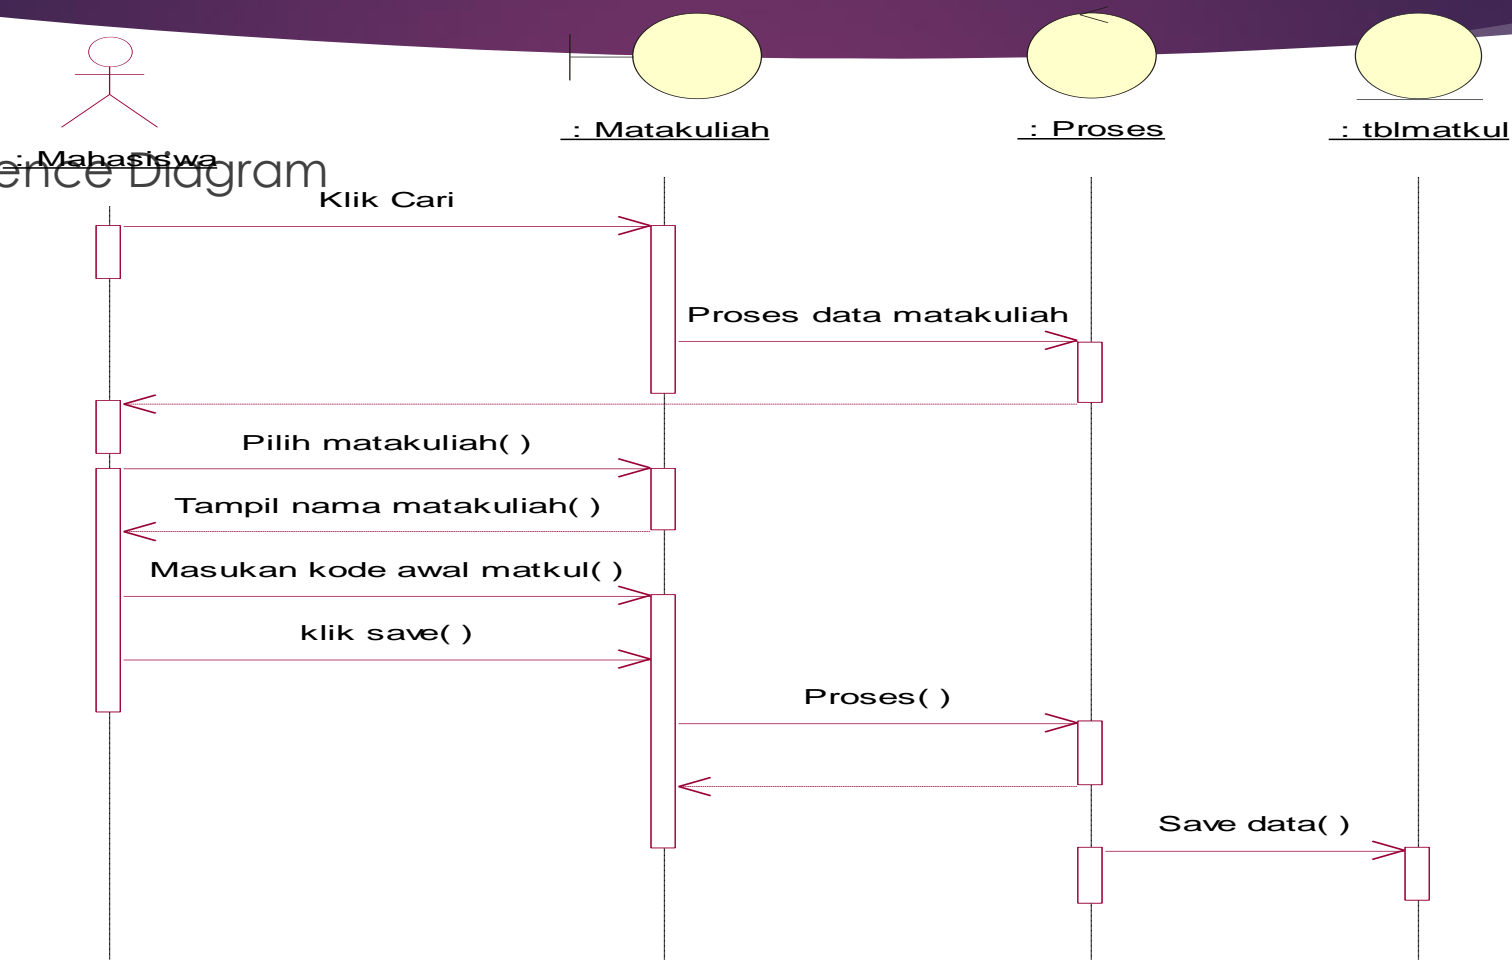 : Matakuliah
: Proses
: tblmatkul
: Mahasiswa
ence Diagram
Klik Cari
Proses data matakuliah
Pilih matakuliah( )
Tampil nama matakuliah( )
Masukan kode awal matkul( )
klik save( )
Proses( )
Save data( )